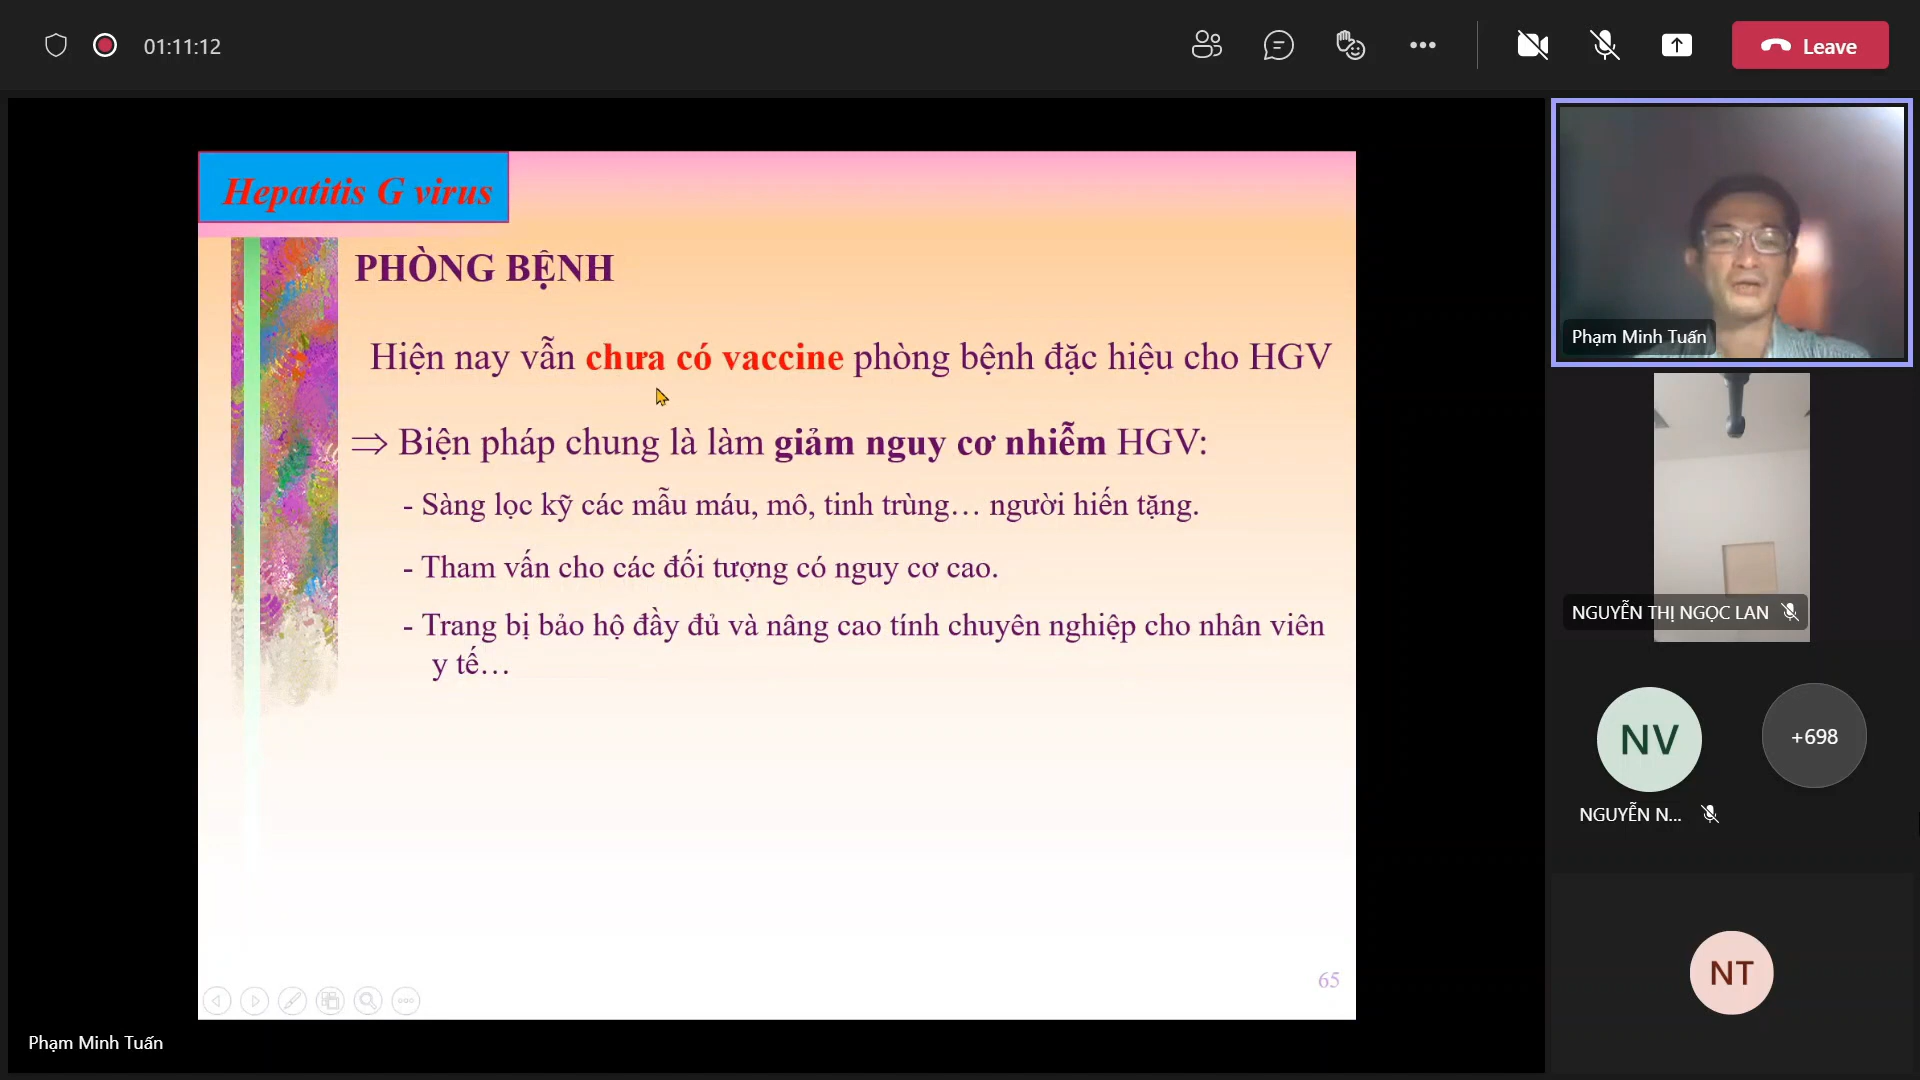 01:11:12
Leave
Hepatitis G virus
PHÒNG BỆNH
Hiện nay vẫn chưa có vaccine phòng bệnh đặc hiệu cho HGV
⇒ Biện pháp chung là làm giảm nguy cơ nhiễm HGV:
- Sàng lọc kỹ các mẫu máu, mô, tinh trùng… người hiến tặng.
- Tham vấn cho các đối tượng có nguy cơ cao.
- Trang bị bảo hộ đầy đủ và nâng cao tính chuyên nghiệp cho nhân viên
y tế…
65
Phạm Minh Tuấn
Phạm Minh Tuấn
NGUYỄN THỊ NGỌC LAN
NV
+698
NGUYỄN N...
NT